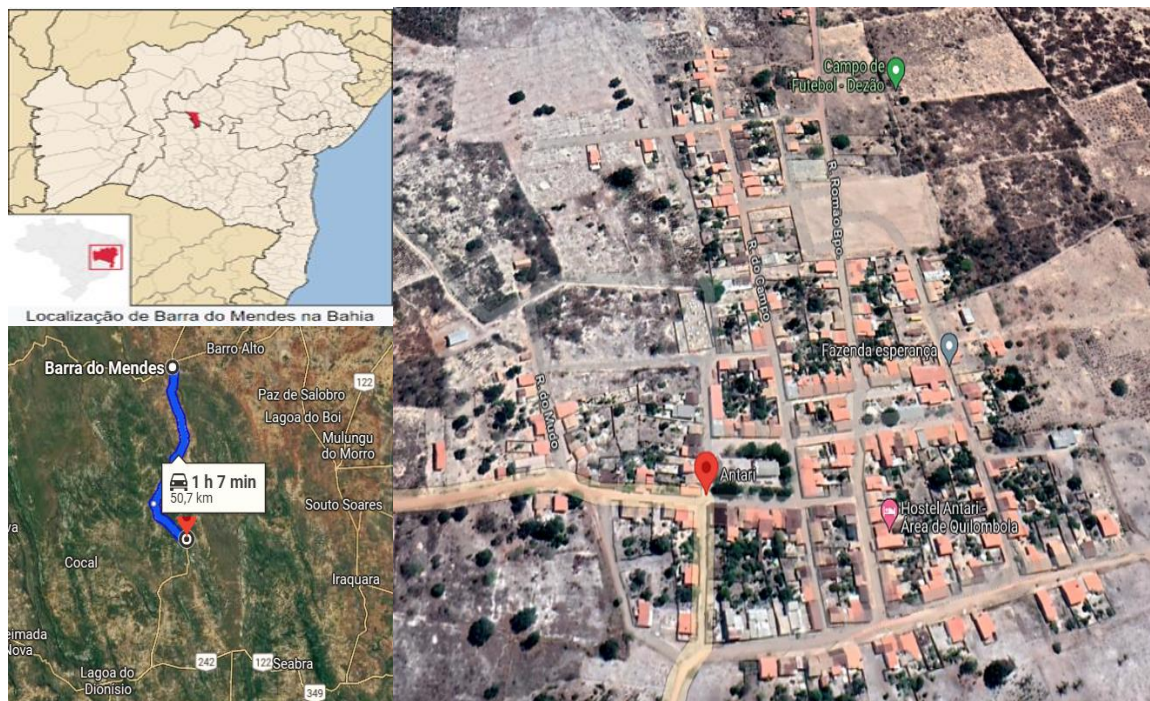 Localização de Barra do Mendes na Bahia
Barro Alto
Barra do Mendes
122
Paz de Salobro
Lagoa do Boi
Mulungu
do Morro
1 h 7 min
50,7 km
Souto Soares
va
Cocal
Iraquara
eimada
Nova
242
122
Seabra
Lagoa do
Dionísio
349
Campo de
Futebol - Dezão
R. Romão Bpo
R. do Campo
Fazenda esperança
R. do Mudo
Antari
Hostel Antari -
Área de Quilombola